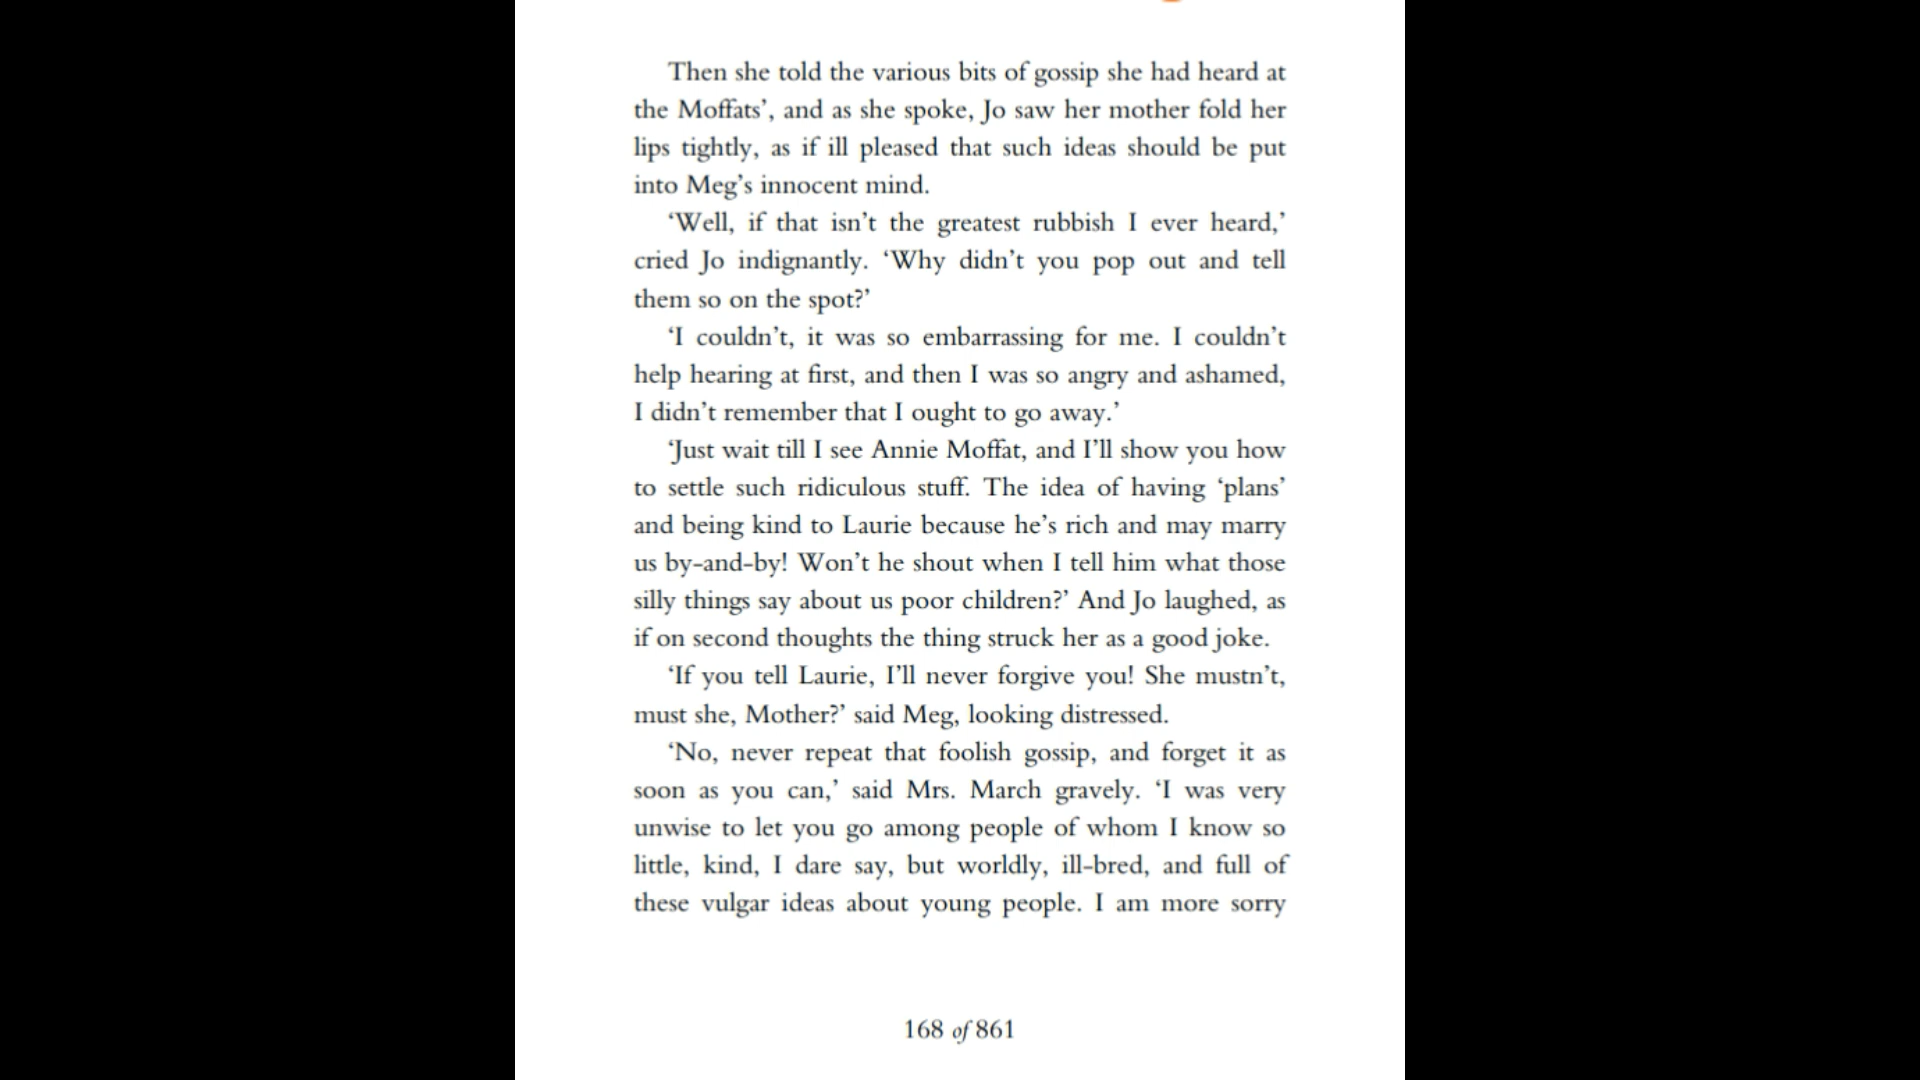 Then she told the various bits of gossip she had heard at
the Moffats’, and as she spoke, Jo saw her mother fold her
lips tightly, as if ill pleased that such ideas should be put
into Meg’s innocent mind.
‘Well, if that isn’t the greatest rubbish I ever heard,’
cried Jo indignantly. ‘Why didn’t you pop out and tell
them so on the spot?’
‘I couldn’t, it was so embarrassing for me. I couldn’t
help hearing at first, and then I was so angry and ashamed,
I didn’t remember that I ought to go away.’
‘Just wait till I see Annie Moffat, and I’ll show you how
to settle such ridiculous stuff. The idea of having ‘plans’
and being kind to Laurie because he’s rich and may marry
us by-and-by! Won’t he shout when I tell him what those
silly things say about us poor children?’ And Jo laughed, as
if on second thoughts the thing struck her as a good joke.
‘If you tell Laurie, I’ll never forgive you! She mustn’t,
must she, Mother?’ said Meg, looking distressed.
‘No, never repeat that foolish gossip, and forget it as
soon as you can,’ said Mrs. March gravely. ‘I was very
unwise to let you go among people of whom I know so
little, kind, I dare say, but worldly, ill-bred, and full of
these vulgar ideas about young people. I am more sorry
168 of 861